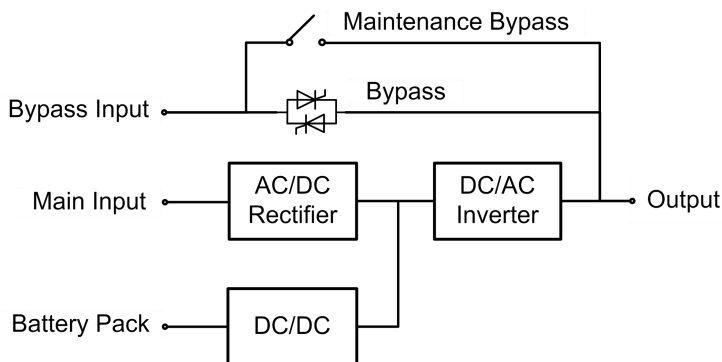 Maintenance Bypass
Bypass
Bypass Input
AC/DC
Rectifier
DC/AC
Inverter
Main Input
Output
Battery Pack
DC/DC